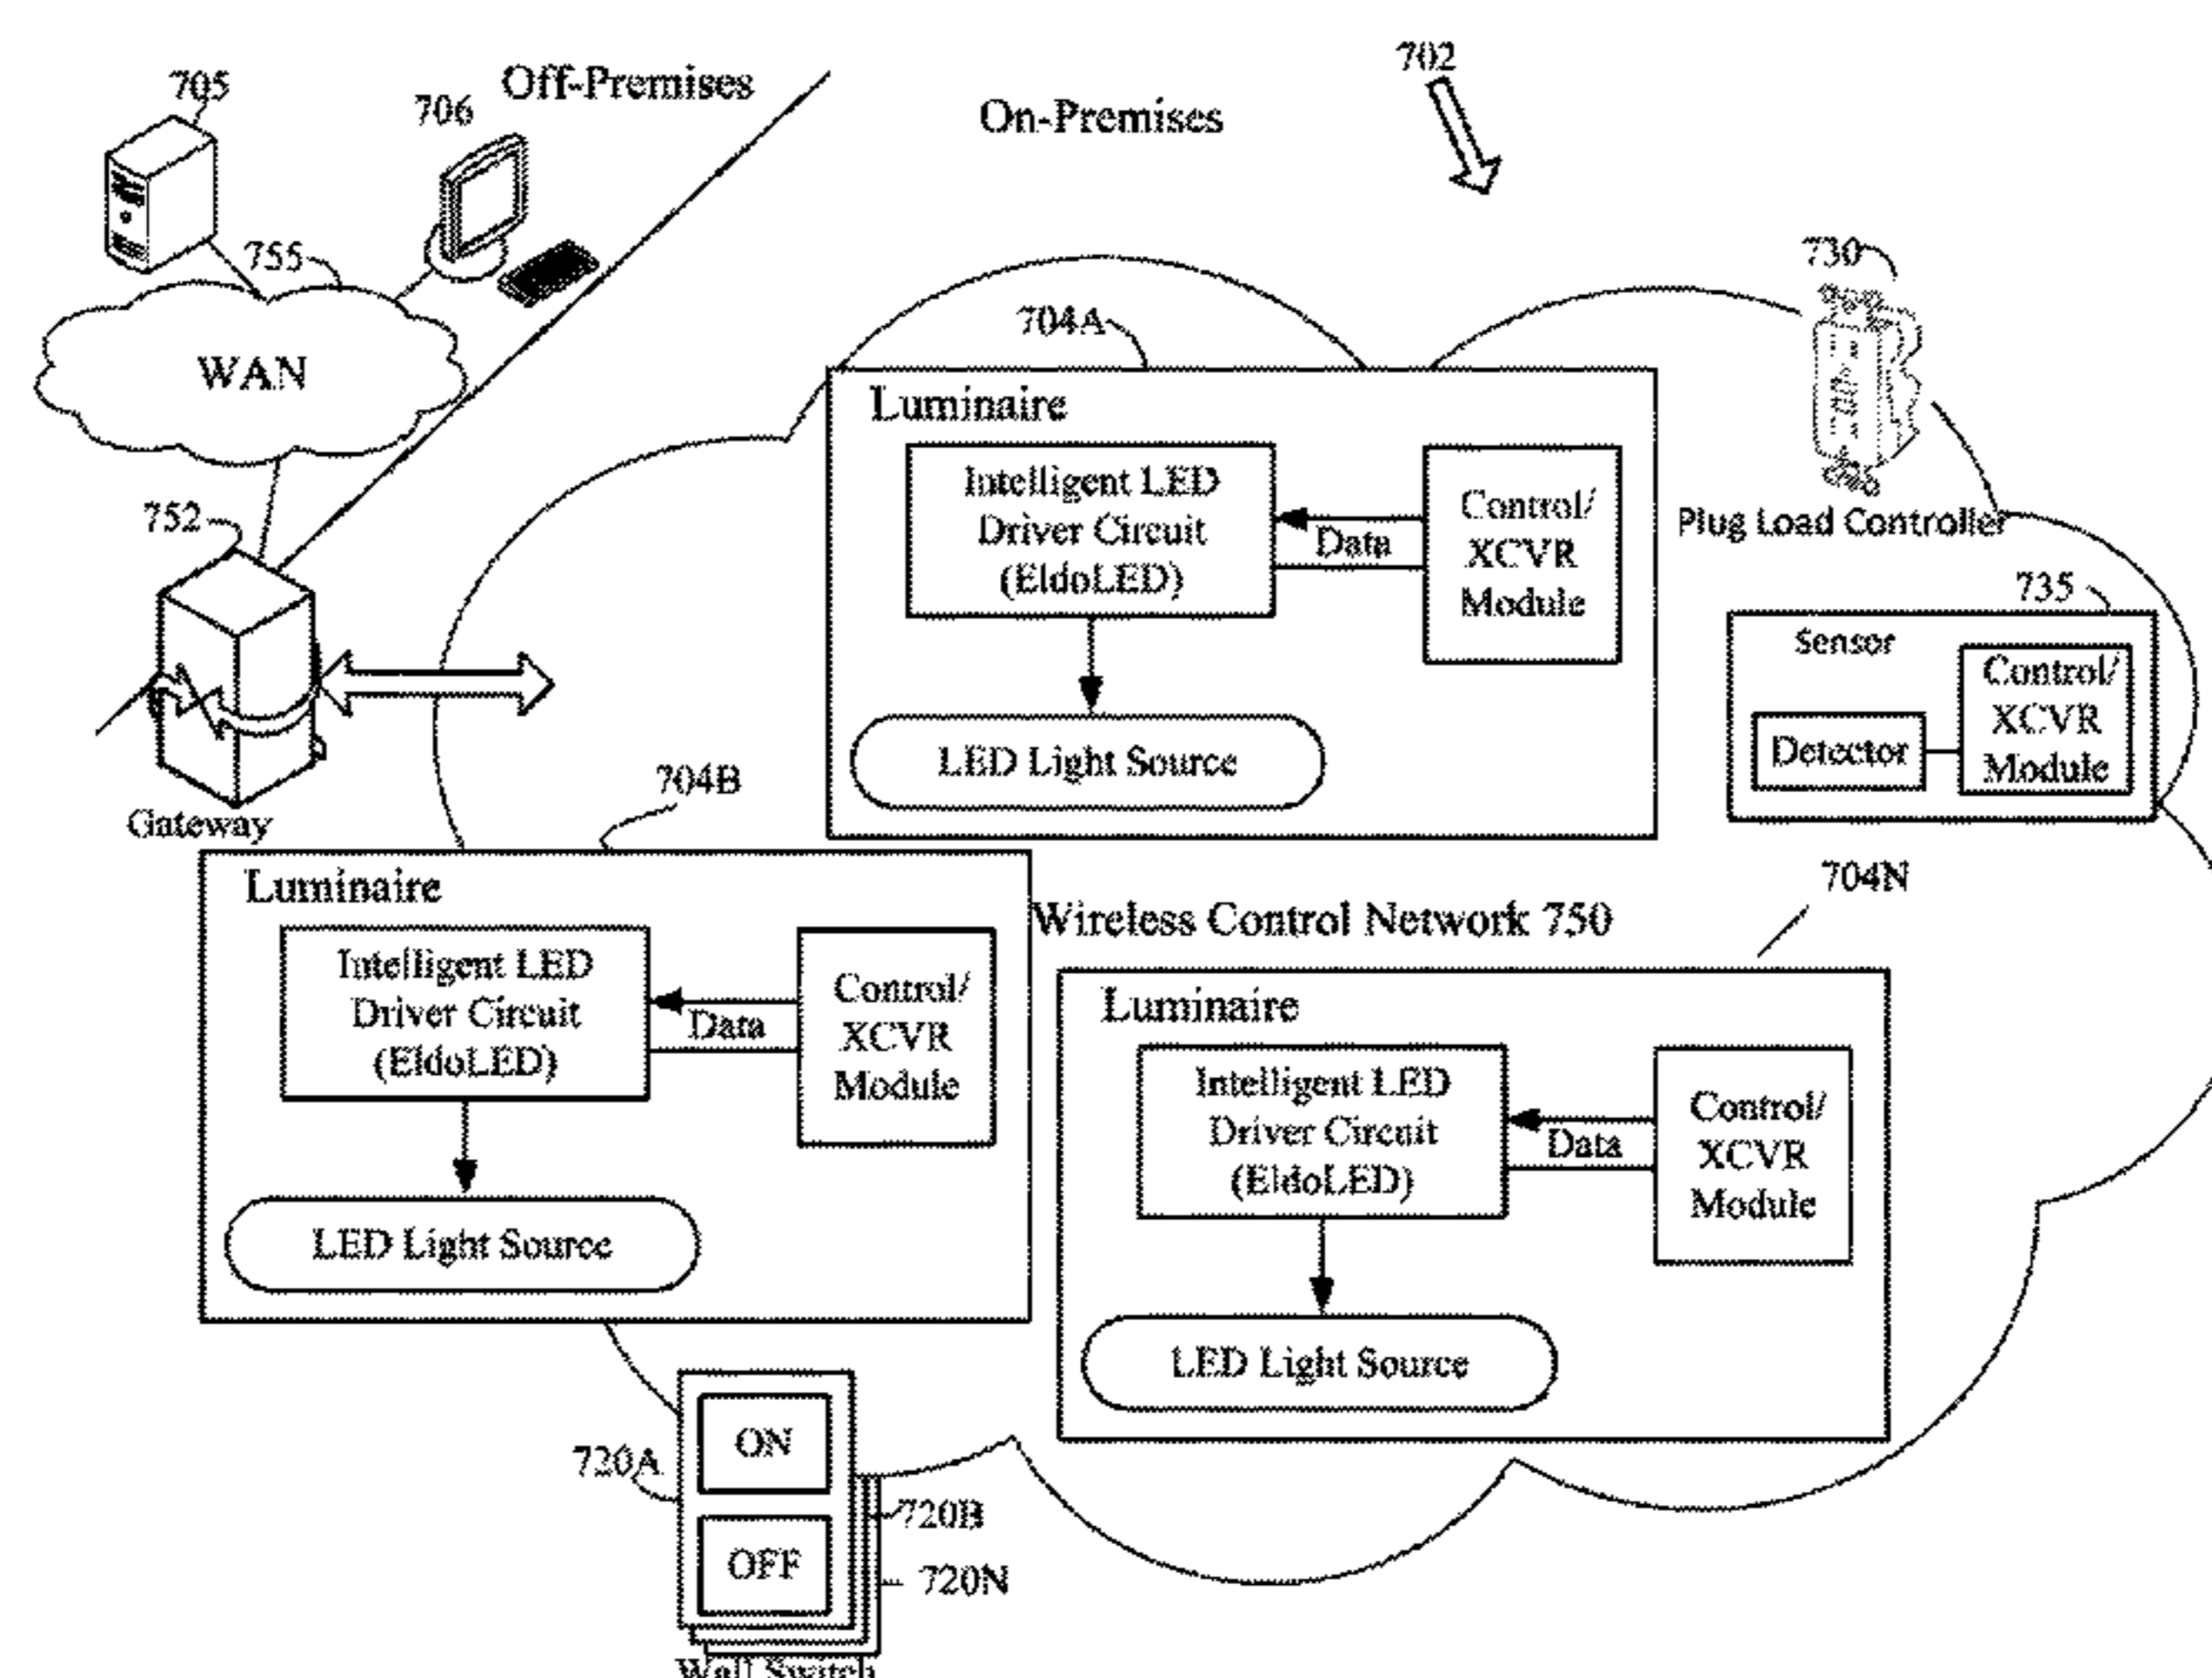 705
706
Off-Premises
702
On-Premises
755
WAN
730
704A
Luminaire
Intelligent LED
Driver Circuit
(EldoLED)
Data
Control/
XCVR
Module
LED Light Source
Plug Load Controller
735
Sensor
Detector
Control/
XCVR
Module
752
Gateway
704B
Luminaire
Intelligent LED
Driver Circuit
(EldoLED)
Data
Control/
XCVR
Module
LED Light Source
Wireless Control Network 750
704N
Luminaire
Intelligent LED
Driver Circuit
(EldoLED)
Data
Control/
XCVR
Module
LED Light Source
720A
ON
OFF
720B
720N
Wall Switch